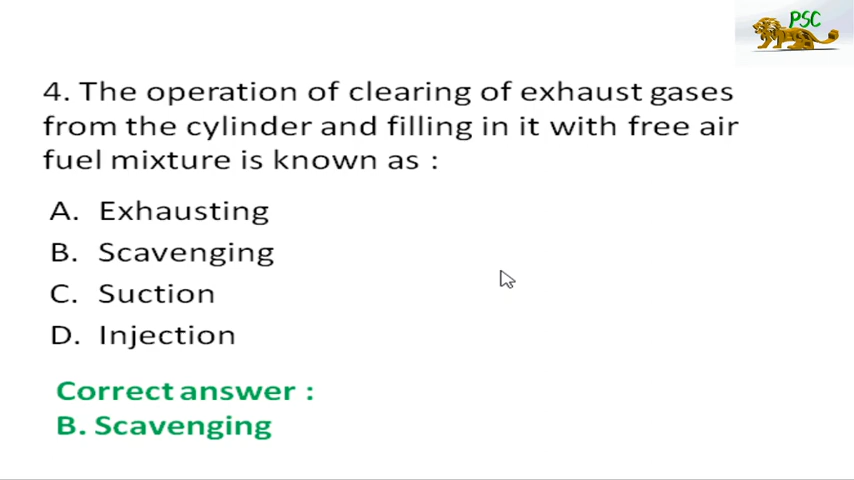 PSC
4. The operation of clearing of exhaust gases
from the cylinder and filling in it with free air
fuel mixture is known as :
A. Exhausting
B. Scavenging
C. Suction
D. Injection
Correct answer :
B. Scavenging